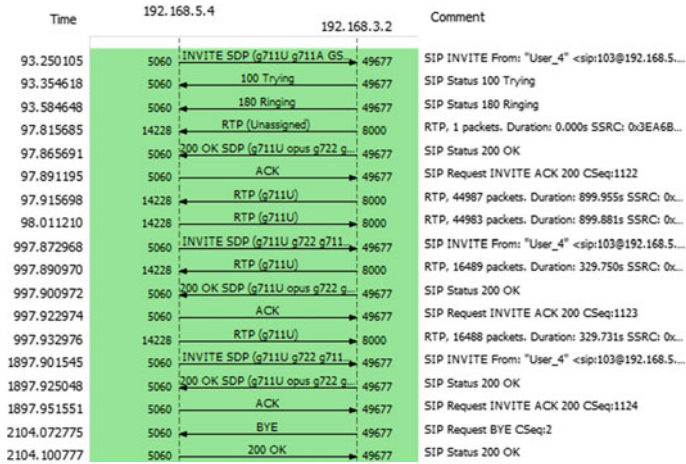 Time 192.168.5.4 192.168.3.2 Comment
93.250105 5060 INVITE SDP (g711U g711A GS... 49677 SIP INVITE From: "User_4" <sip:103@192.168.5....
93.354618 5060 100 Trying 49677 SIP Status 100 Trying
93.584648 5060 180 Ringing 49677 SIP Status 180 Ringing
97.815685 14228 RTP (Unassigned) 8000 RTP, 1 packets. Duration: 0.000s SSRC: 0x3EA6B...
97.865691 5060 200 OK SDP (g711U opus g722 g... 49677 SIP Status 200 OK
97.891195 5060 ACK 49677 SIP Request INVITE ACK 200 CSeq:1122
97.915698 14228 RTP (g711U) 8000 RTP, 44987 packets. Duration: 899.955s SSRC: 0x...
98.011210 14228 RTP (g711U) 8000 RTP, 44983 packets. Duration: 899.881s SSRC: 0x...
997.872968 5060 INVITE SDP (g711U g722 g711... 49677 SIP INVITE From: "User_4" <sip:103@192.168.5....
997.890970 14228 RTP (g711U) 8000 RTP, 16489 packets. Duration: 329.750s SSRC: 0x...
997.900972 5060 200 OK SDP (g711U opus g722 g... 49677 SIP Status 200 OK
997.922974 5060 ACK 49677 SIP Request INVITE ACK 200 CSeq:1123
997.932976 14228 RTP (g711U) 8000 RTP, 16488 packets. Duration: 329.731s SSRC: 0x...
1897.901545 5060 INVITE SDP (g711U g722 g711... 49677 SIP INVITE From: "User_4" <sip:103@192.168.5....
1897.925048 5060 200 OK SDP (g711U opus g722 g... 49677 SIP Status 200 OK
1897.951551 5060 ACK 49677 SIP Request INVITE ACK 200 CSeq:1124
2104.072775 5060 BYE 49677 SIP Request BYE CSeq:2
2104.100777 5060 200 OK 49677 SIP Status 200 OK